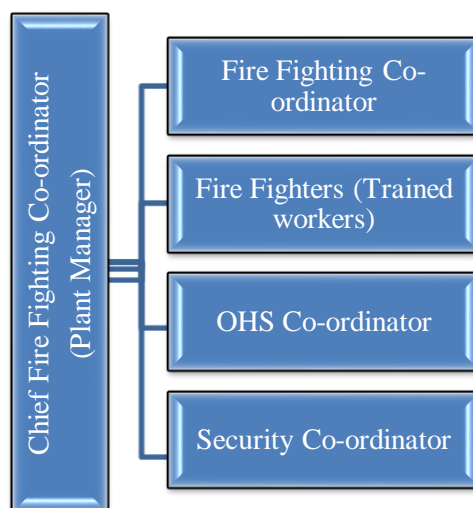 Chief Fire Fighting Co-ordinator
(Plant Manager)
Fire Fighting Co-
ordinator
Fire Fighters (Trained
workers)
OHS Co-ordinator
Security Co-ordinator